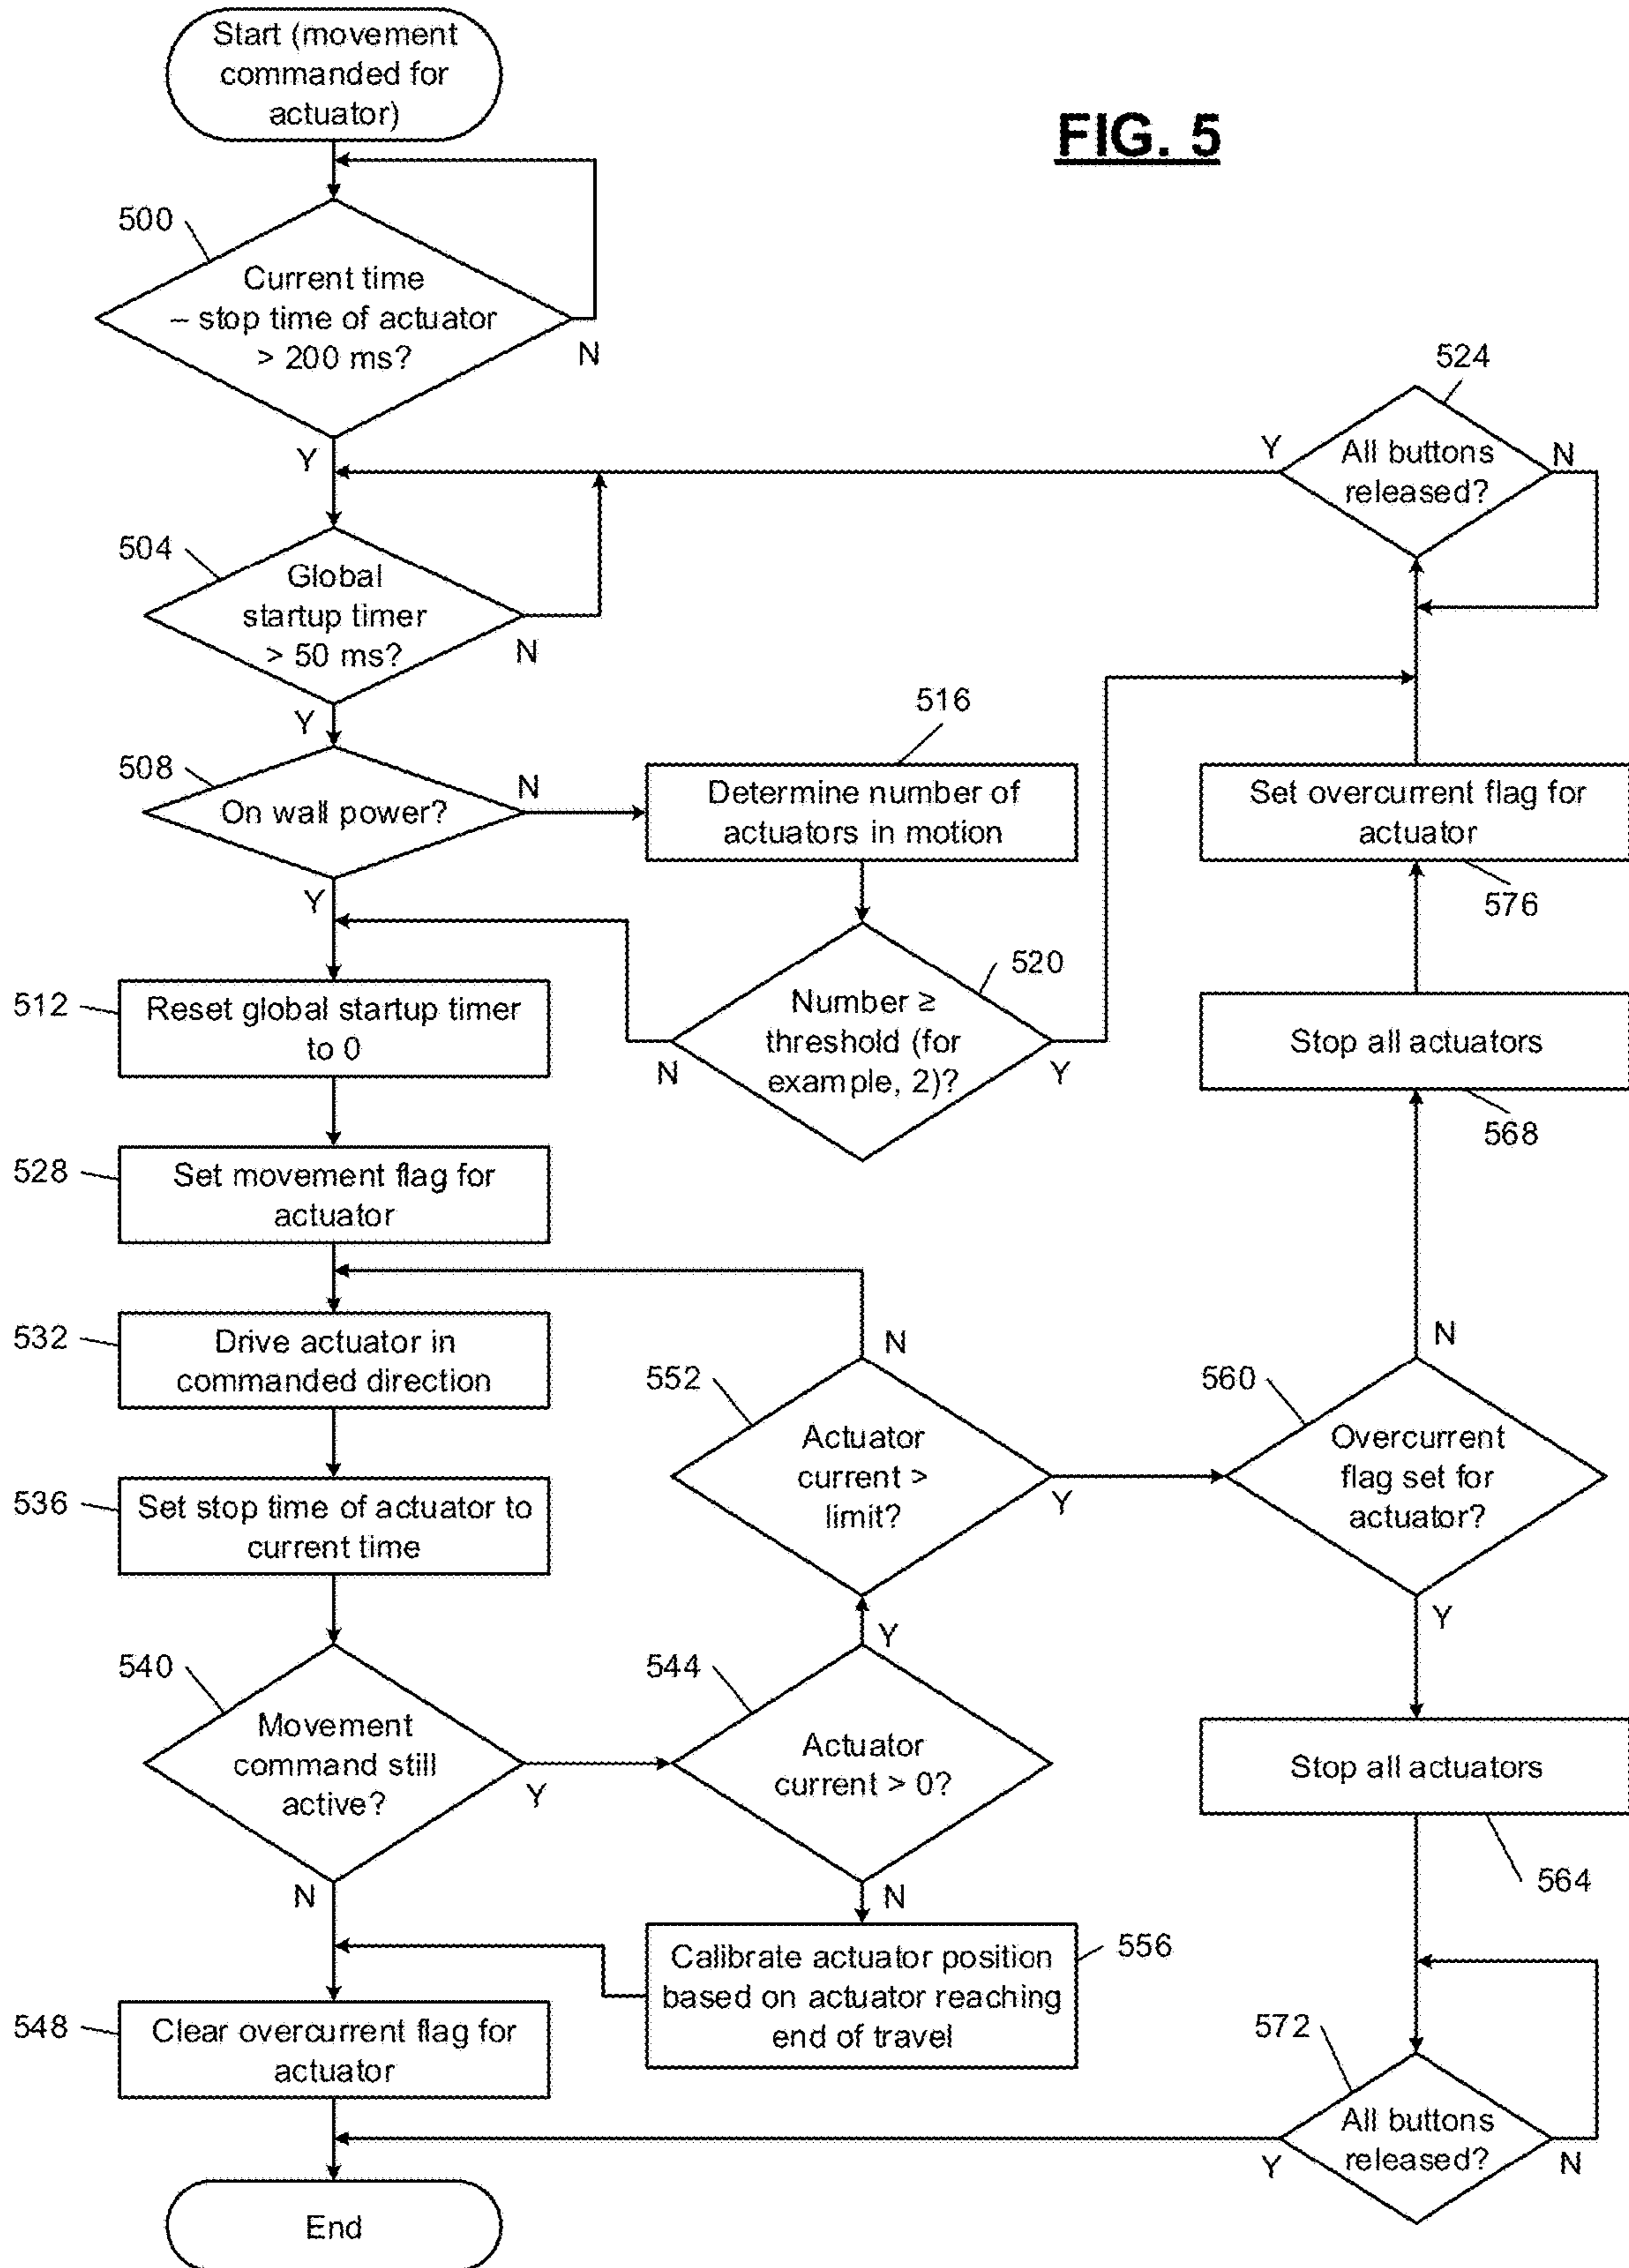 Start (movement
commanded for
actuator)
FIG. 5
500
Current time
– stop time of actuator
> 200 ms?
N
Y
524
All buttons
released?
Y
N
504
Global
startup timer
> 50 ms?
N
Y
508
On wall power?
N
Y
516
Determine number of
actuators in motion
Set overcurrent flag for
actuator
576
520
Number ≥
threshold (for
example, 2)?
N
Y
512
Reset global startup timer
to 0
Stop all actuators
568
528
Set movement flag for
actuator
532
Drive actuator in
commanded direction
552
Actuator
current >
limit?
N
Y
560
Overcurrent
flag set for
actuator?
N
Y
536
Set stop time of actuator to
current time
540
Movement
command still
active?
Y
N
544
Actuator
current > 0?
Y
N
Stop all actuators
564
556
Calibrate actuator position
based on actuator reaching
end of travel
548
Clear overcurrent flag for
actuator
572
All buttons
released?
Y
N
End